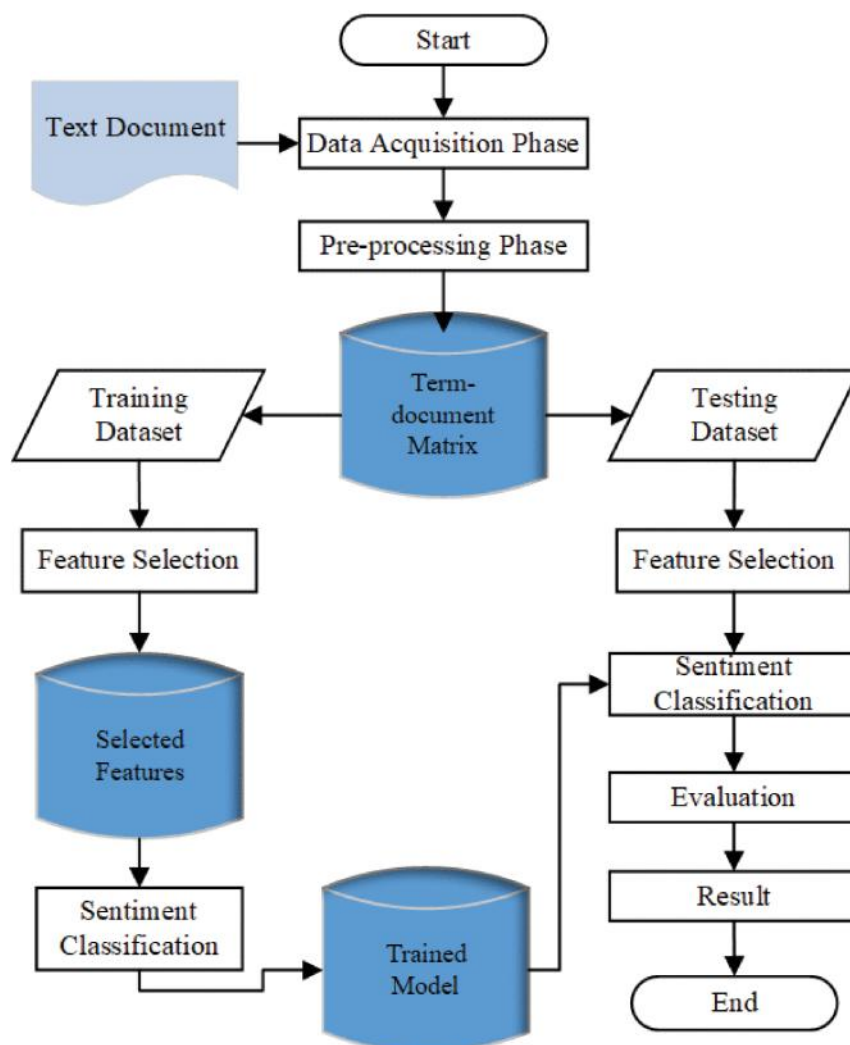 Start
Text Document
Data Acquisition Phase
Pre-processing Phase
Term-
document
Matrix
Training
Dataset
Testing
Dataset
Feature Selection
Feature Selection
Selected
Features
Sentiment
Classification
Evaluation
Result
Sentiment
Classification
Trained
Model
End